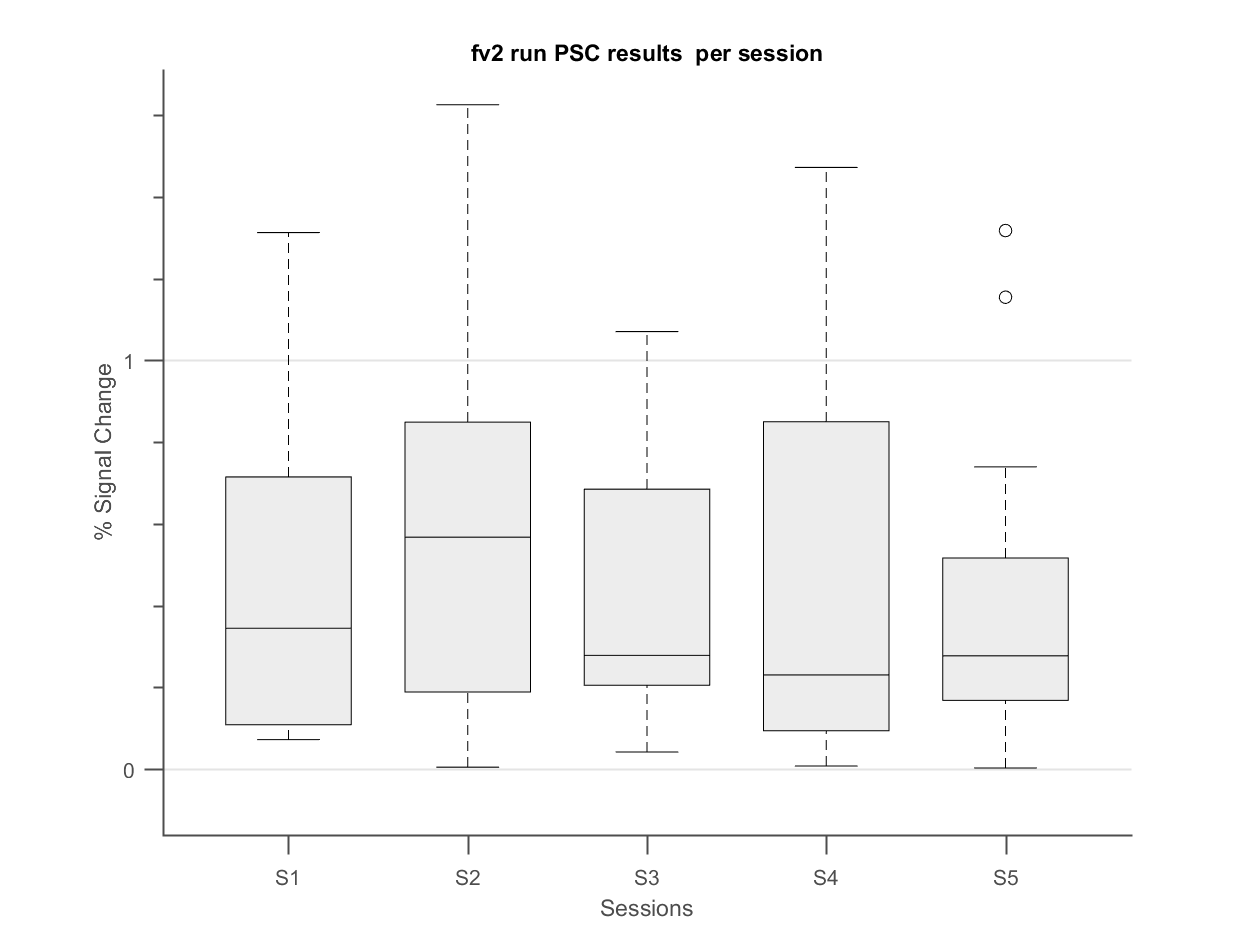 fv2 run PSC results  per session
% Signal Change
1
0
S1 S2 S3 S4 S5
Sessions